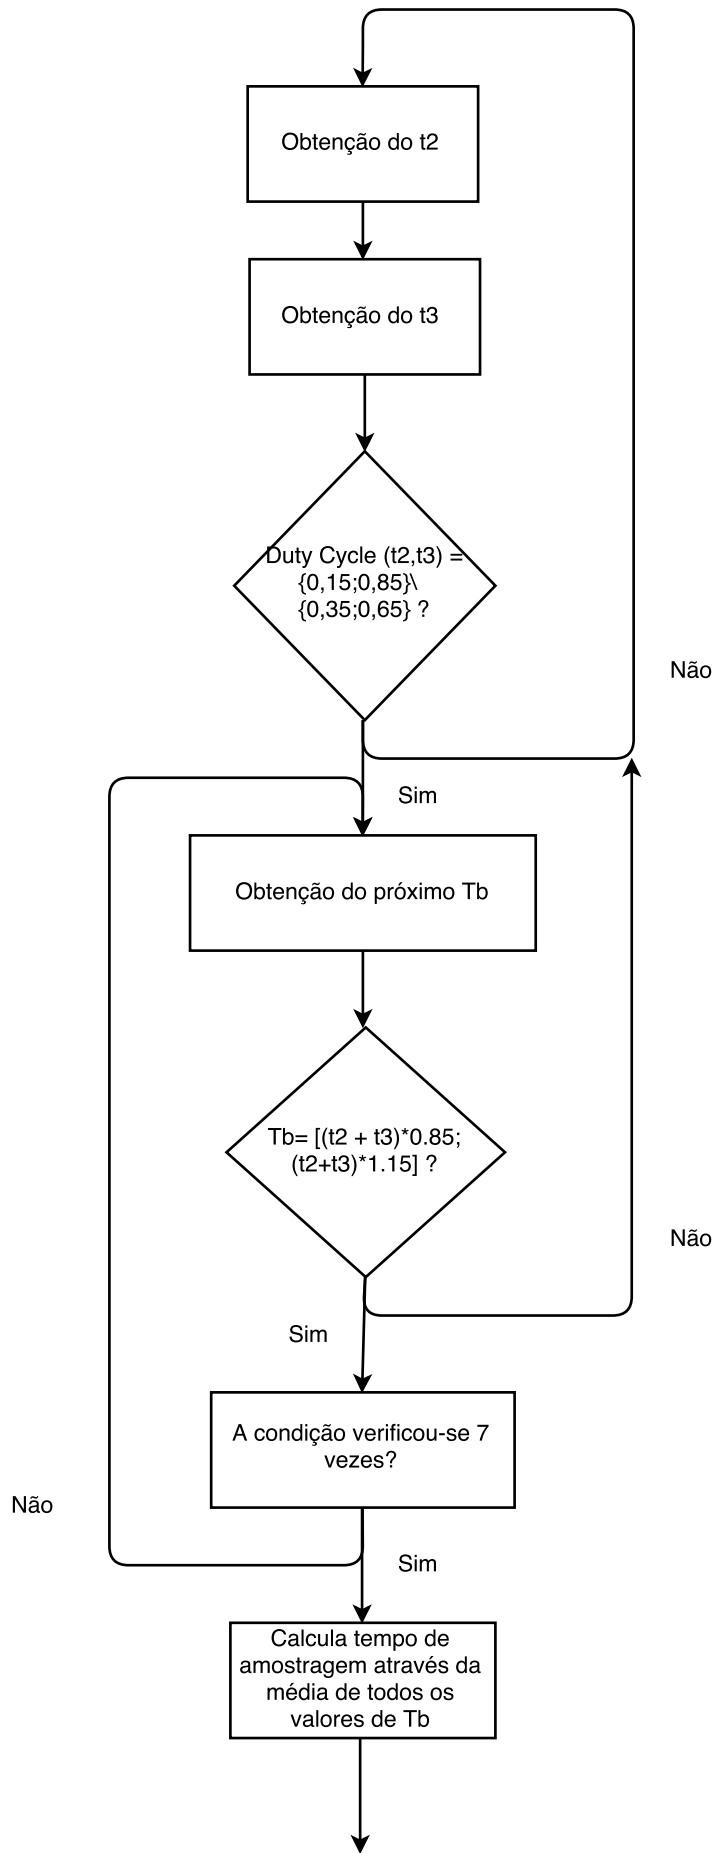 Obtenção do t2
Obtenção do t3
Duty Cycle (t2,t3) =
{0,15;0,85}\
{0,35;0,65} ?
Não
Sim
Obtenção do próximo Tb
Tb= [(t2 + t3)*0.85;
(t2+t3)*1.15] ?
Não
Sim
A condição verificou-se 7
vezes?
Não
Sim
Calcula tempo de
amostragem através da
média de todos os
valores de Tb